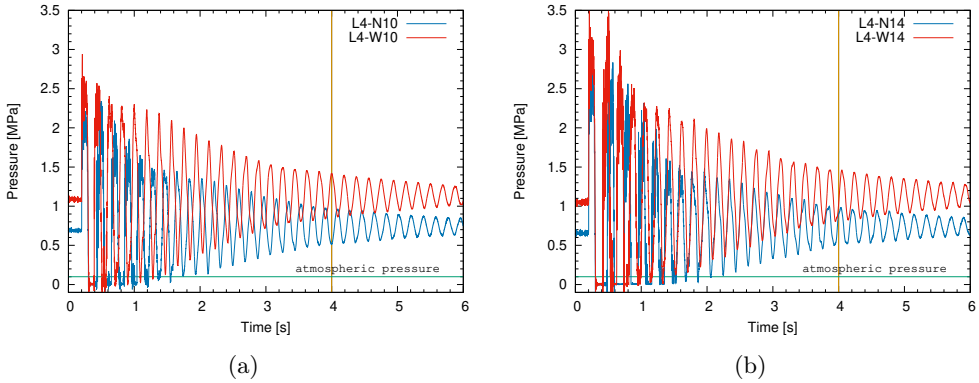 L4-N10
L4-W10
3.5
3
2.5
2
1.5
1
0.5
0
Pressure [MPa]
atmospheric pressure
0 1 2 3 4 5 6
Time [s]
(a)
L4-N14
L4-W14
3.5
3
2.5
2
1.5
1
0.5
0
Pressure [MPa]
atmospheric pressure
0 1 2 3 4 5 6
Time [s]
(b)